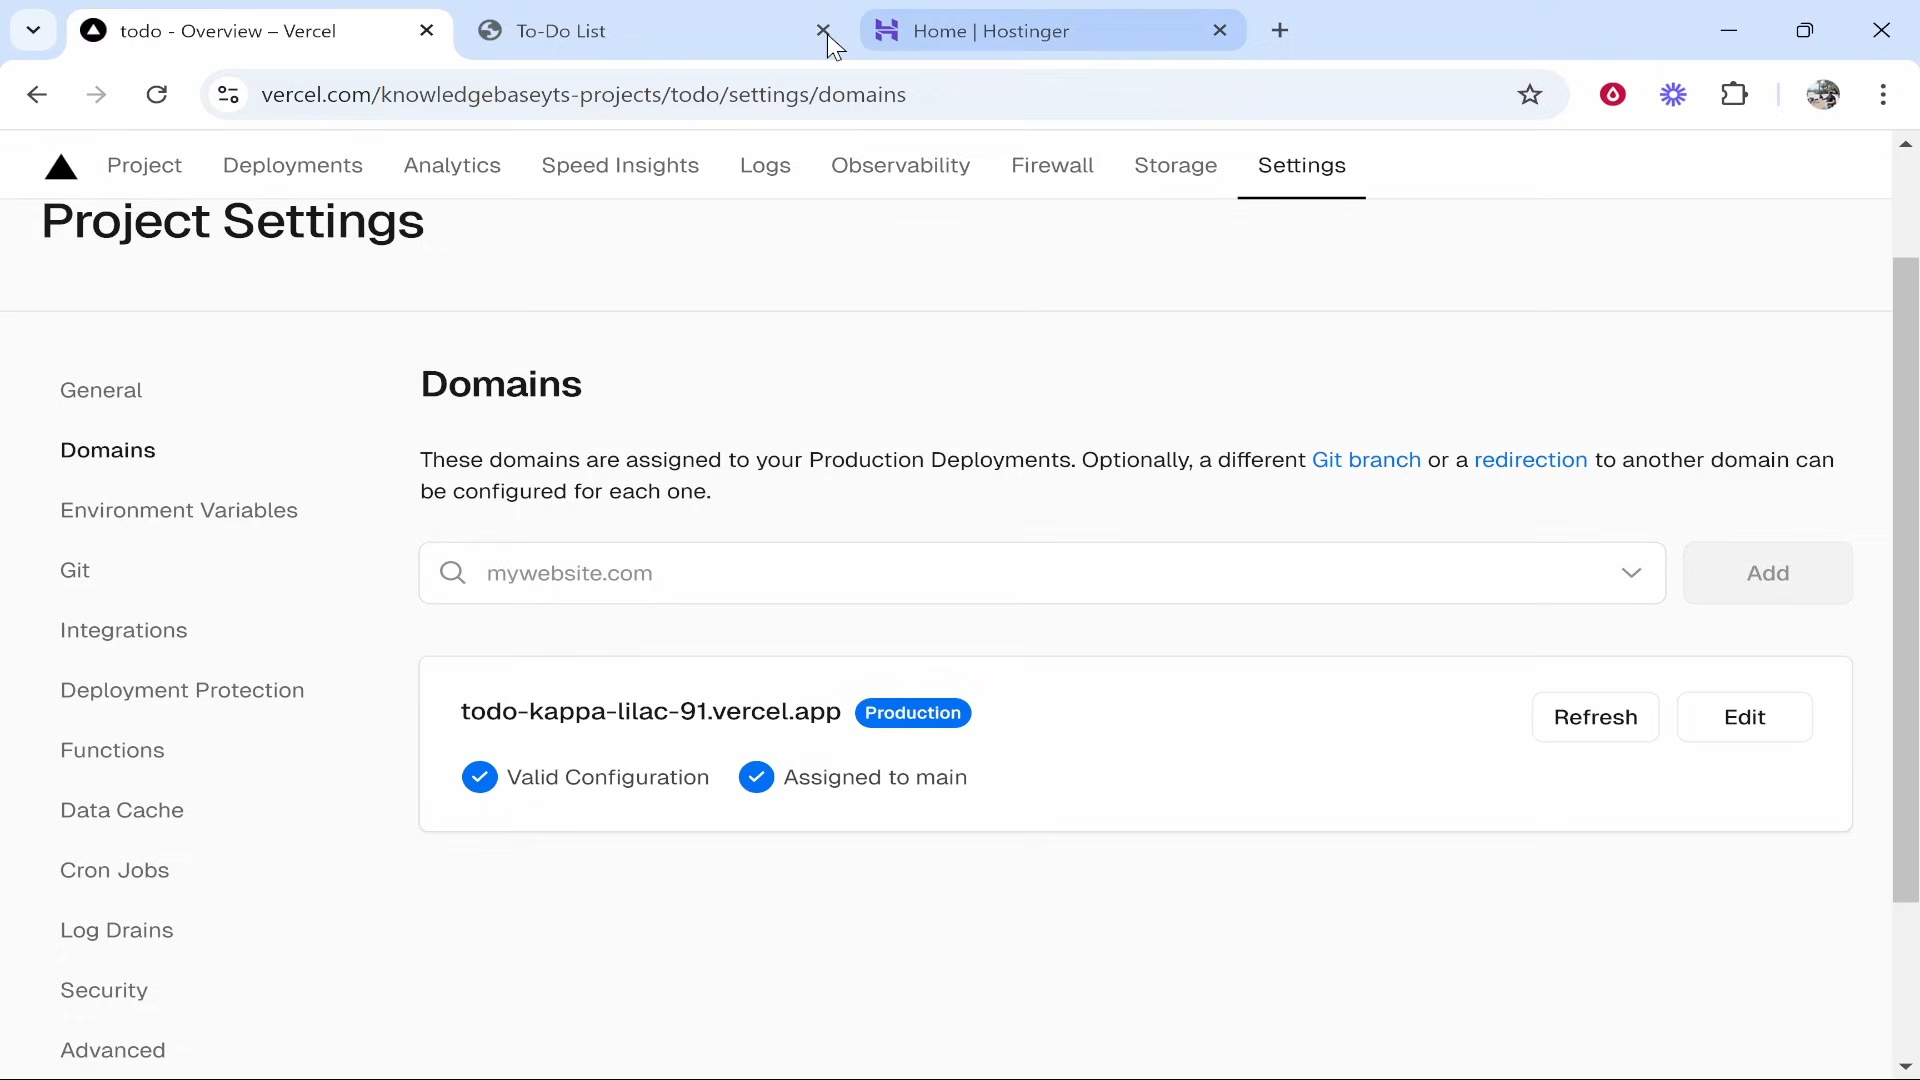 todo - Overview – Vercel
To-Do List
Home | Hostinger
vercel.com/knowledgebaseyts-projects/todo/settings/domains
Project Deployments Analytics Speed Insights Logs Observability Firewall Storage Settings
Project Settings
General
Domains
Environment Variables
Git
Integrations
Deployment Protection
Functions
Data Cache
Cron Jobs
Log Drains
Security
Advanced
Domains
These domains are assigned to your Production Deployments. Optionally, a different Git branch or a redirection to another domain can
be configured for each one.
mywebsite.com
Add
todo-kappa-lilac-91.vercel.app Production
Refresh Edit
Valid Configuration Assigned to main